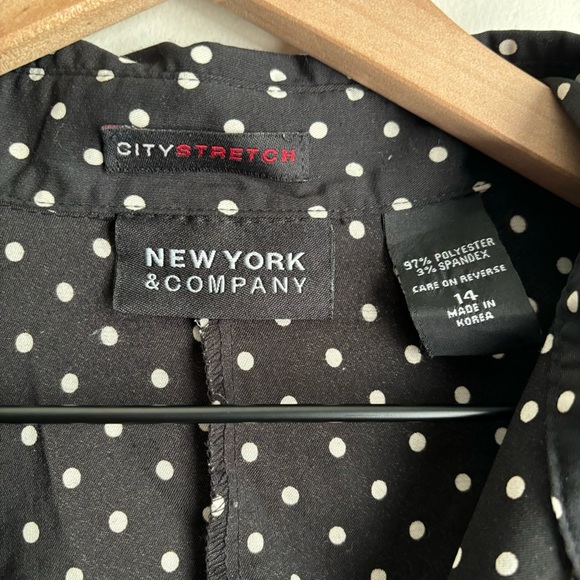 CITYSTRETCH
NEW YORK
&COMPANY
97% POLYESTER
3% SPANDEX
CARE ON REVERSE
14
MADE IN
KOREA